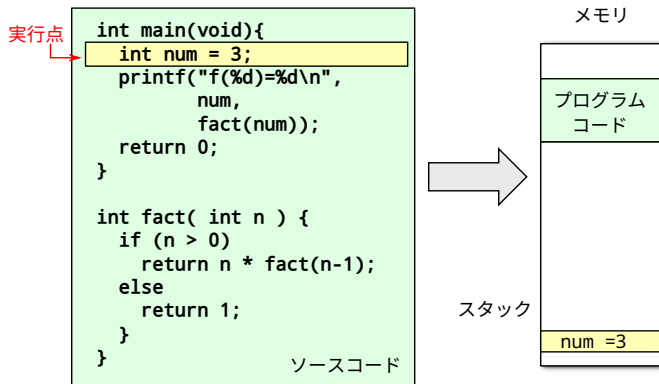 実行点
int main(void){
  int num = 3;
  printf("f(%d)=%d\n",
         num,
         fact(num));
  return 0;
}
int fact( int n ) {
  if (n > 0)
    return n * fact(n-1);
  else
    return 1;
  }
}
ソースコード
メモリ
プログラム
コード
スタック
num =3